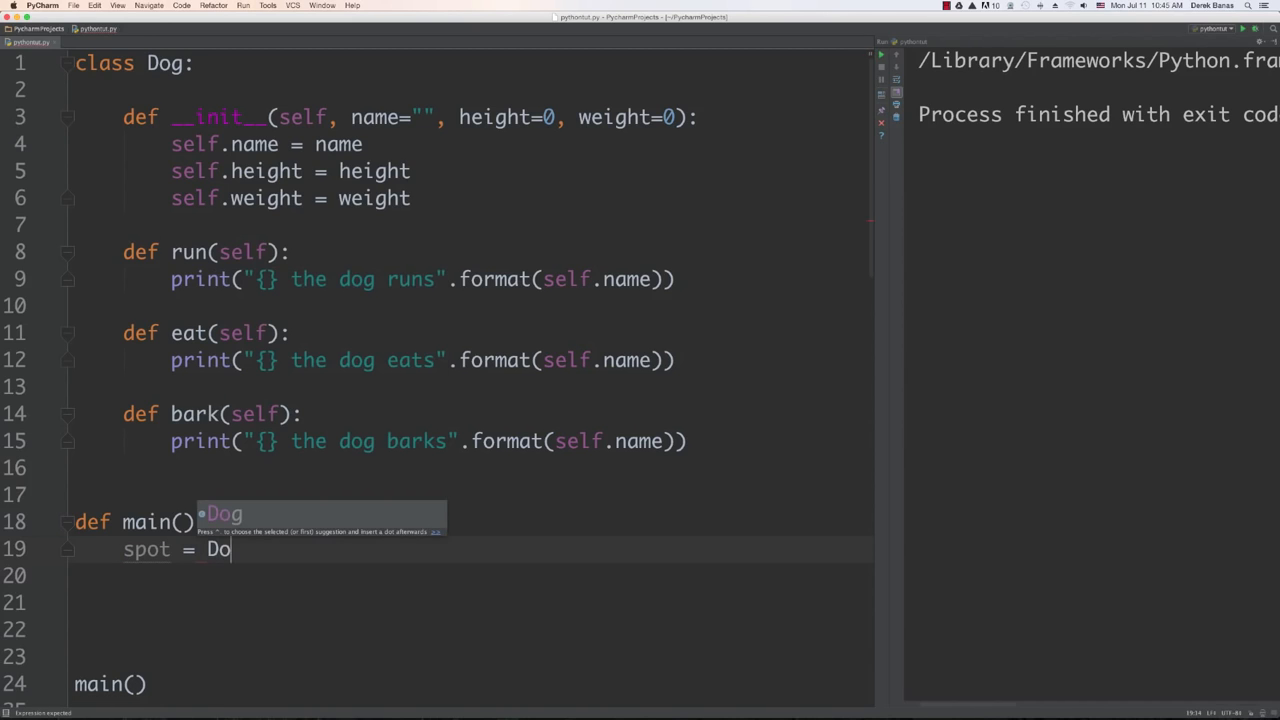 PyCharm File Edit View Navigate Code Refactor Run Tools VCS Window Help
10 Mon Jul 11 10:45 AM Derek Banas
pythontut.py - PyCharmProjects - [~/PycharmProjects]
PycharmProjects pythontut.py
pythontut
pythontut.py
Run: pythontut
1 class Dog:
2
3 def __init__(self, name="", height=0, weight=0):
4 self.name = name
5 self.height = height
6 self.weight = weight
7
8 def run(self):
9 print("{} the dog runs".format(self.name))
10
11 def eat(self):
12 print("{} the dog eats".format(self.name))
13
14 def bark(self):
15 print("{} the dog barks".format(self.name))
16
17
18 def main()
19 spot = Do
20
21
22
23
24 main()
25
Dog
Press ^. to choose the selected (or first) suggestion and insert a dot afterwards >>
/Library/Frameworks/Python.fra
Process finished with exit cod
Expression expected
19:14 LF÷ UTF-8÷